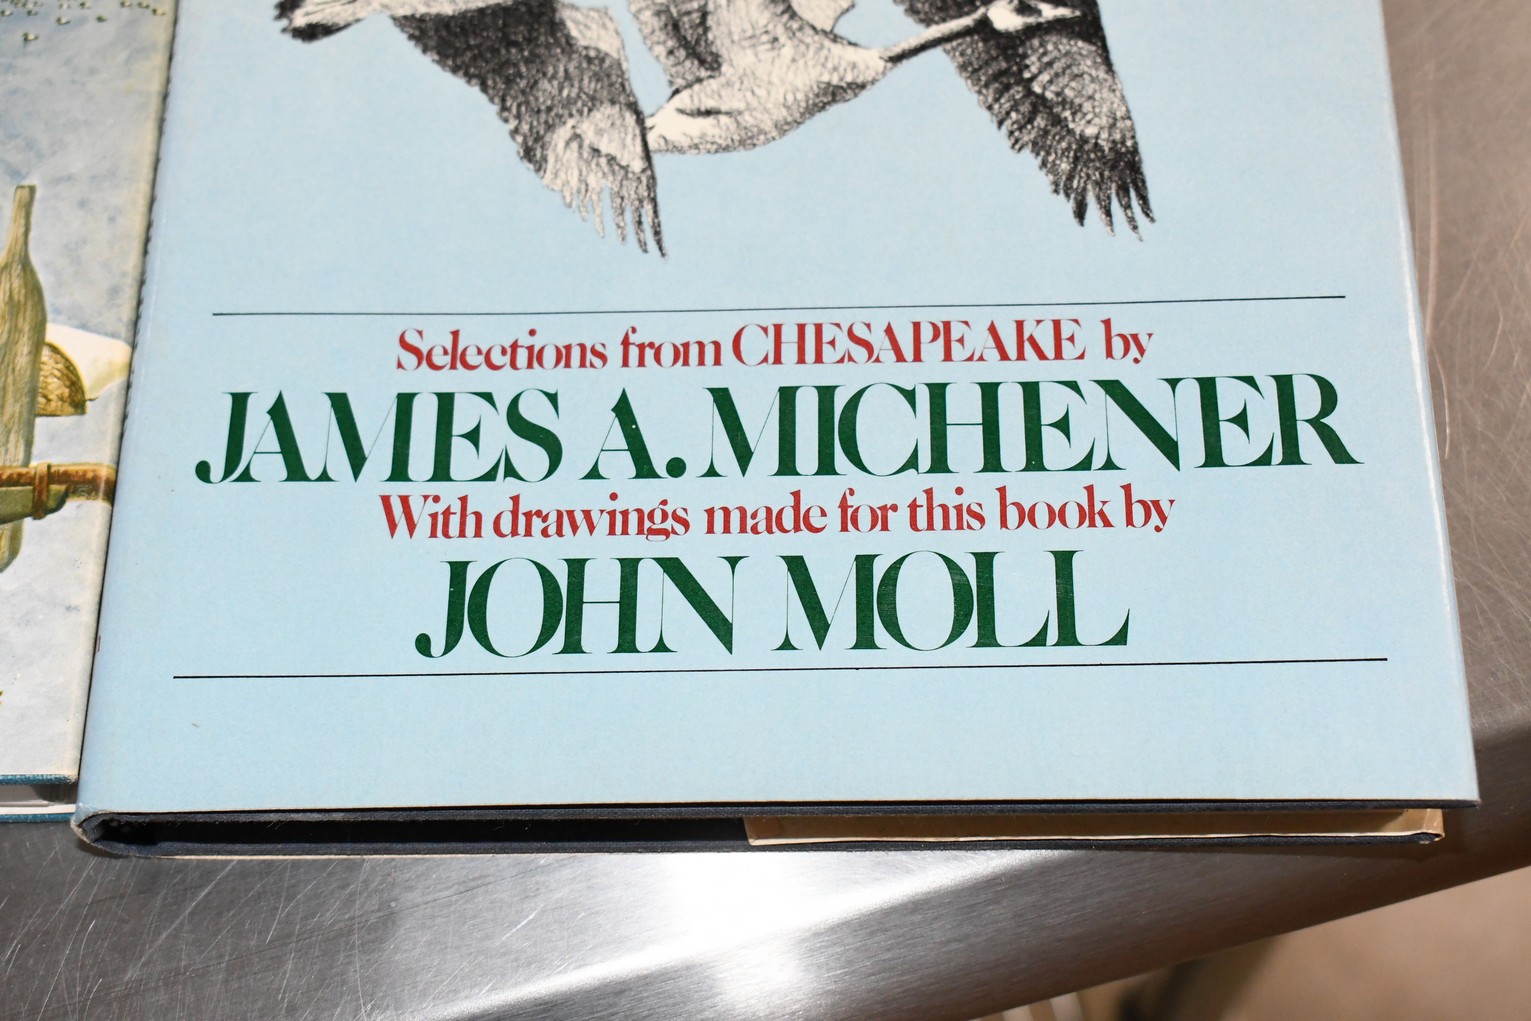 Selections from CHESAPEAKE by
JAMES A. MICHENER
With drawings made for this book by
JOHN MOLL